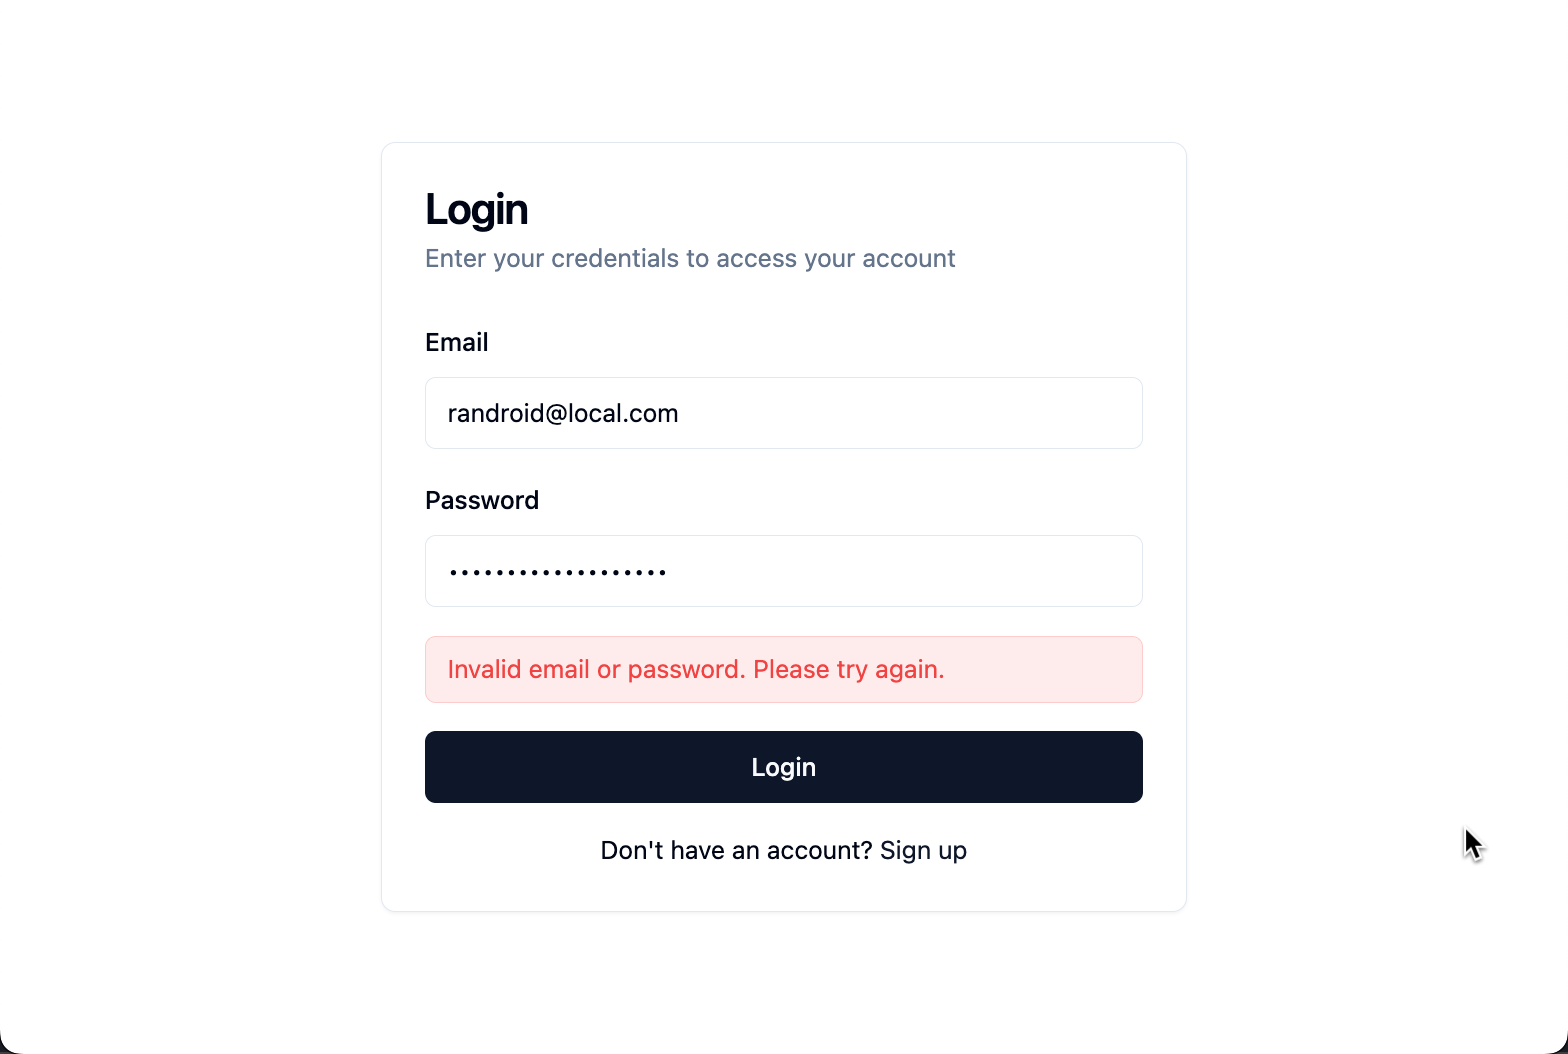 Login
Enter your credentials to access your account
Email
randroid@local.com
Password
•••••••••••••••••••
Invalid email or password. Please try again.
Login
Don't have an account? Sign up